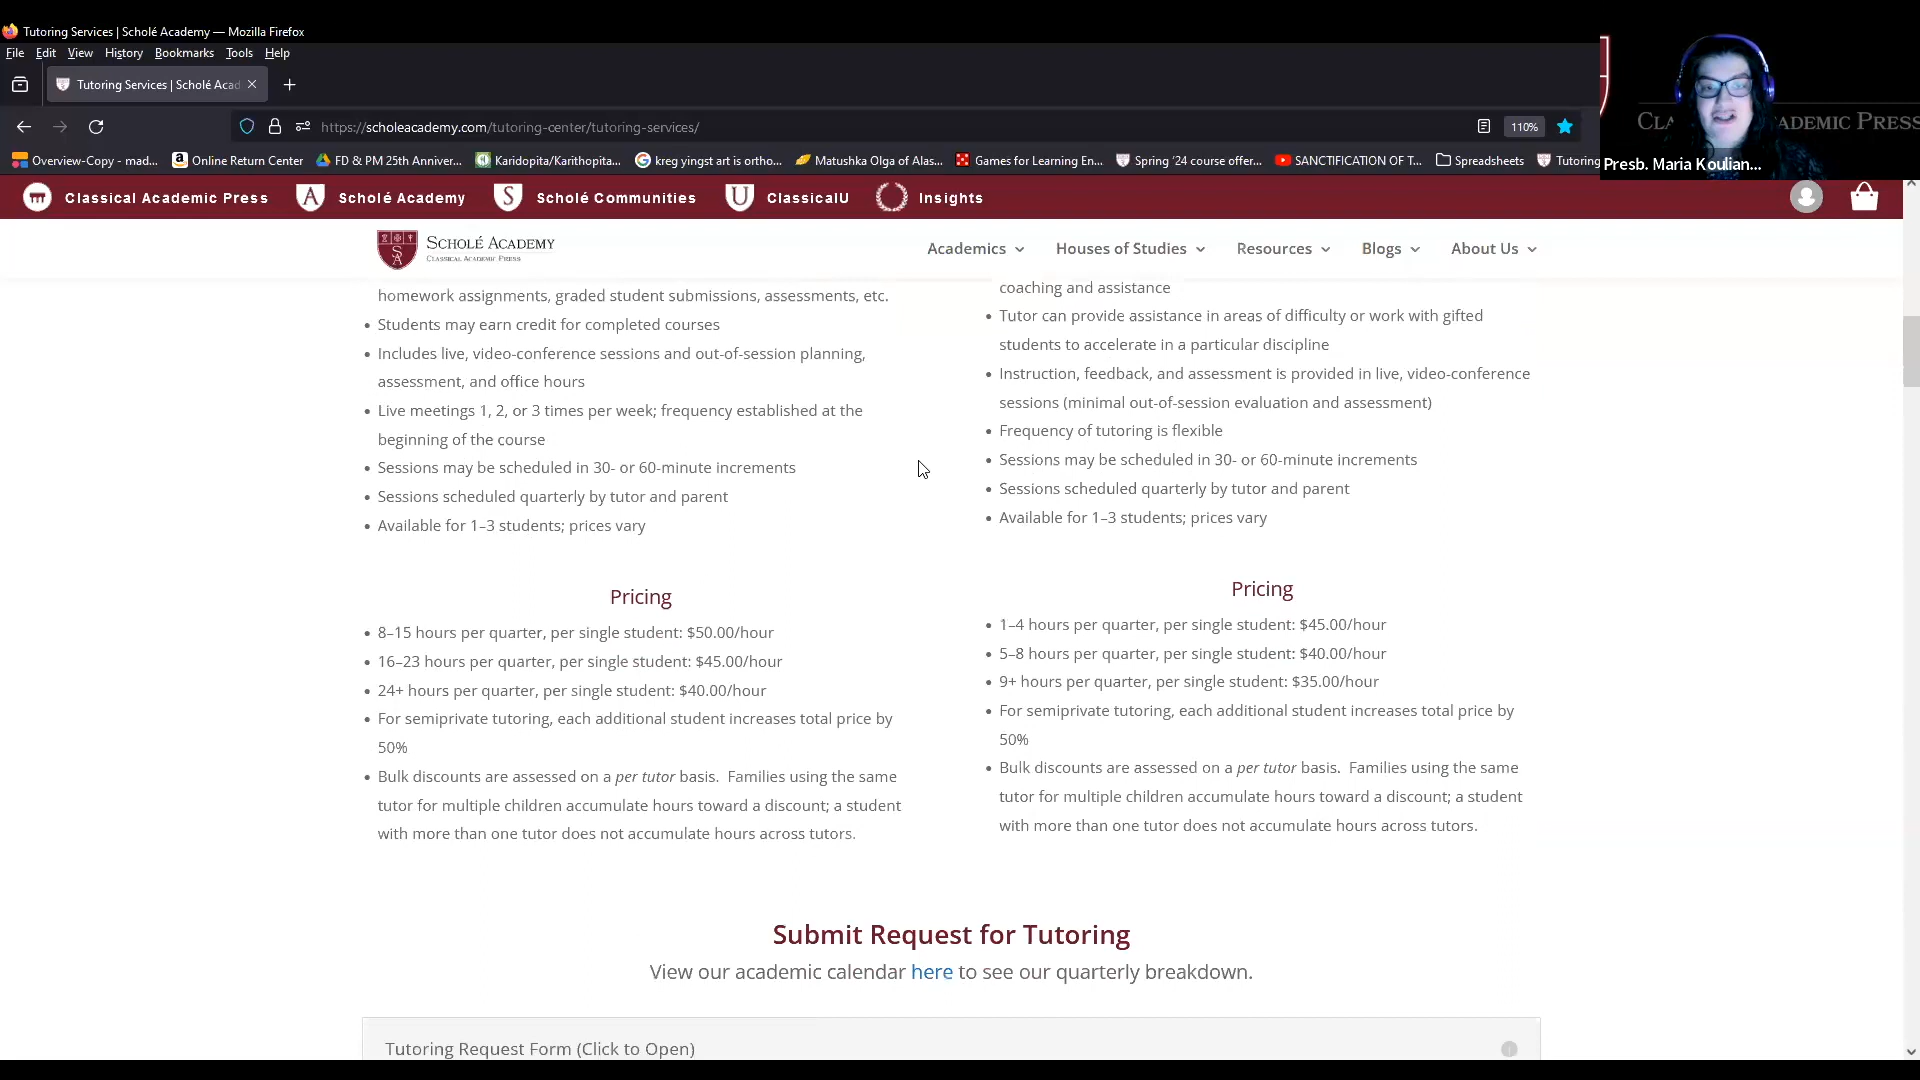 Tutoring Services | Scholé Academy — Mozilla Firefox
File Edit View History Bookmarks Tools Help
Tutoring Services | Scholé Acad
https://scholeacademy.com/tutoring-center/tutoring-services/
110%
Overview-Copy - mad...
Online Return Center
FD & PM 25th Anniver...
Karidopita/Karithopita...
kreg yingst art is ortho...
Matushka Olga of Alas...
Games for Learning En...
Spring '24 course offer...
SANCTIFICATION OF T...
Spreadsheets
Tutoring
ADEMIC PRESS
Presb. Maria Koulian...
Classical Academic Press
Scholé Academy
Scholé Communities
ClassicalU
Insights
SCHOLÉ ACADEMY
CLASSICAL ACADEMIC PRESS
Academics
Houses of Studies
Resources
Blogs
About Us
homework assignments, graded student submissions, assessments, etc.
• Students may earn credit for completed courses
• Includes live, video-conference sessions and out-of-session planning,
assessment, and office hours
• Live meetings 1, 2, or 3 times per week; frequency established at the
beginning of the course
• Sessions may be scheduled in 30- or 60-minute increments
• Sessions scheduled quarterly by tutor and parent
• Available for 1–3 students; prices vary
Pricing
• 8–15 hours per quarter, per single student: $50.00/hour
• 16–23 hours per quarter, per single student: $45.00/hour
• 24+ hours per quarter, per single student: $40.00/hour
• For semiprivate tutoring, each additional student increases total price by
50%
• Bulk discounts are assessed on a per tutor basis. Families using the same
tutor for multiple children accumulate hours toward a discount; a student
with more than one tutor does not accumulate hours across tutors.
coaching and assistance
• Tutor can provide assistance in areas of difficulty or work with gifted
students to accelerate in a particular discipline
• Instruction, feedback, and assessment is provided in live, video-conference
sessions (minimal out-of-session evaluation and assessment)
• Frequency of tutoring is flexible
• Sessions may be scheduled in 30- or 60-minute increments
• Sessions scheduled quarterly by tutor and parent
• Available for 1–3 students; prices vary
Pricing
• 1–4 hours per quarter, per single student: $45.00/hour
• 5–8 hours per quarter, per single student: $40.00/hour
• 9+ hours per quarter, per single student: $35.00/hour
• For semiprivate tutoring, each additional student increases total price by
50%
• Bulk discounts are assessed on a per tutor basis. Families using the same
tutor for multiple children accumulate hours toward a discount; a student
with more than one tutor does not accumulate hours across tutors.
Submit Request for Tutoring
View our academic calendar here to see our quarterly breakdown.
Tutoring Request Form (Click to Open)